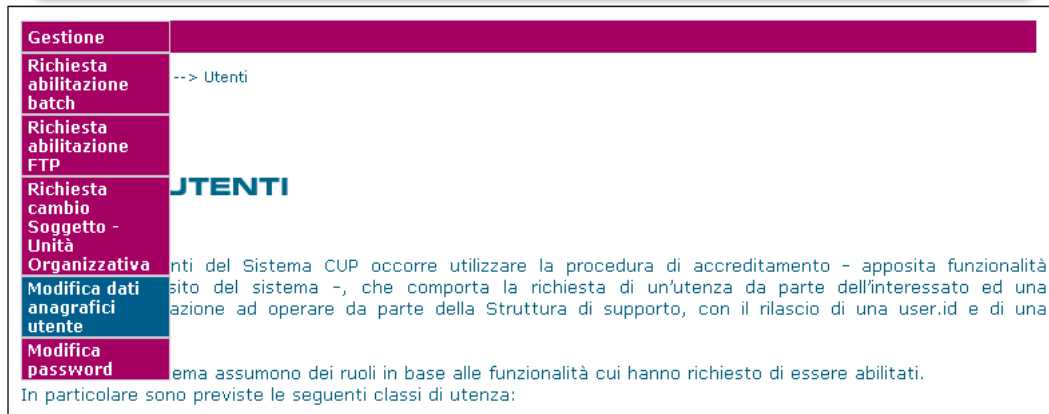 Gestione
Richiesta
abilitazione
batch
Richiesta
abilitazione
FTP
Richiesta
cambio
Soggetto -
Unità
Organizzativa
Modifica dati
anagrafici
utente
Modifica
password
--> Utenti
UTENTI
nti del Sistema CUP occorre utilizzare la procedura di accreditamento – apposita funzionalità
sito del sistema –, che comporta la richiesta di un'utenza da parte dell'interessato ed una
azione ad operare da parte della Struttura di supporto, con il rilascio di una user.id e di una
ema assumono dei ruoli in base alle funzionalità cui hanno richiesto di essere abilitati.
In particolare sono previste le seguenti classi di utenza: